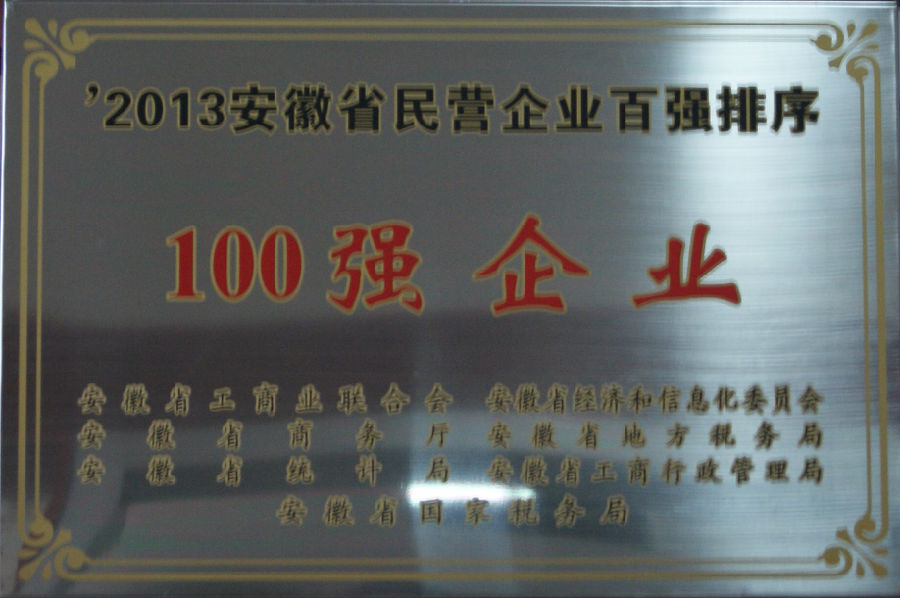 ’2013安徽省民营企业百强排序
100强企业
安徽省工商业联合会 安徽省经济和信息化委员会
安徽省商务厅 安徽省地方税务局
安徽省统计局 安徽省工商行政管理局
安徽省国家税务局